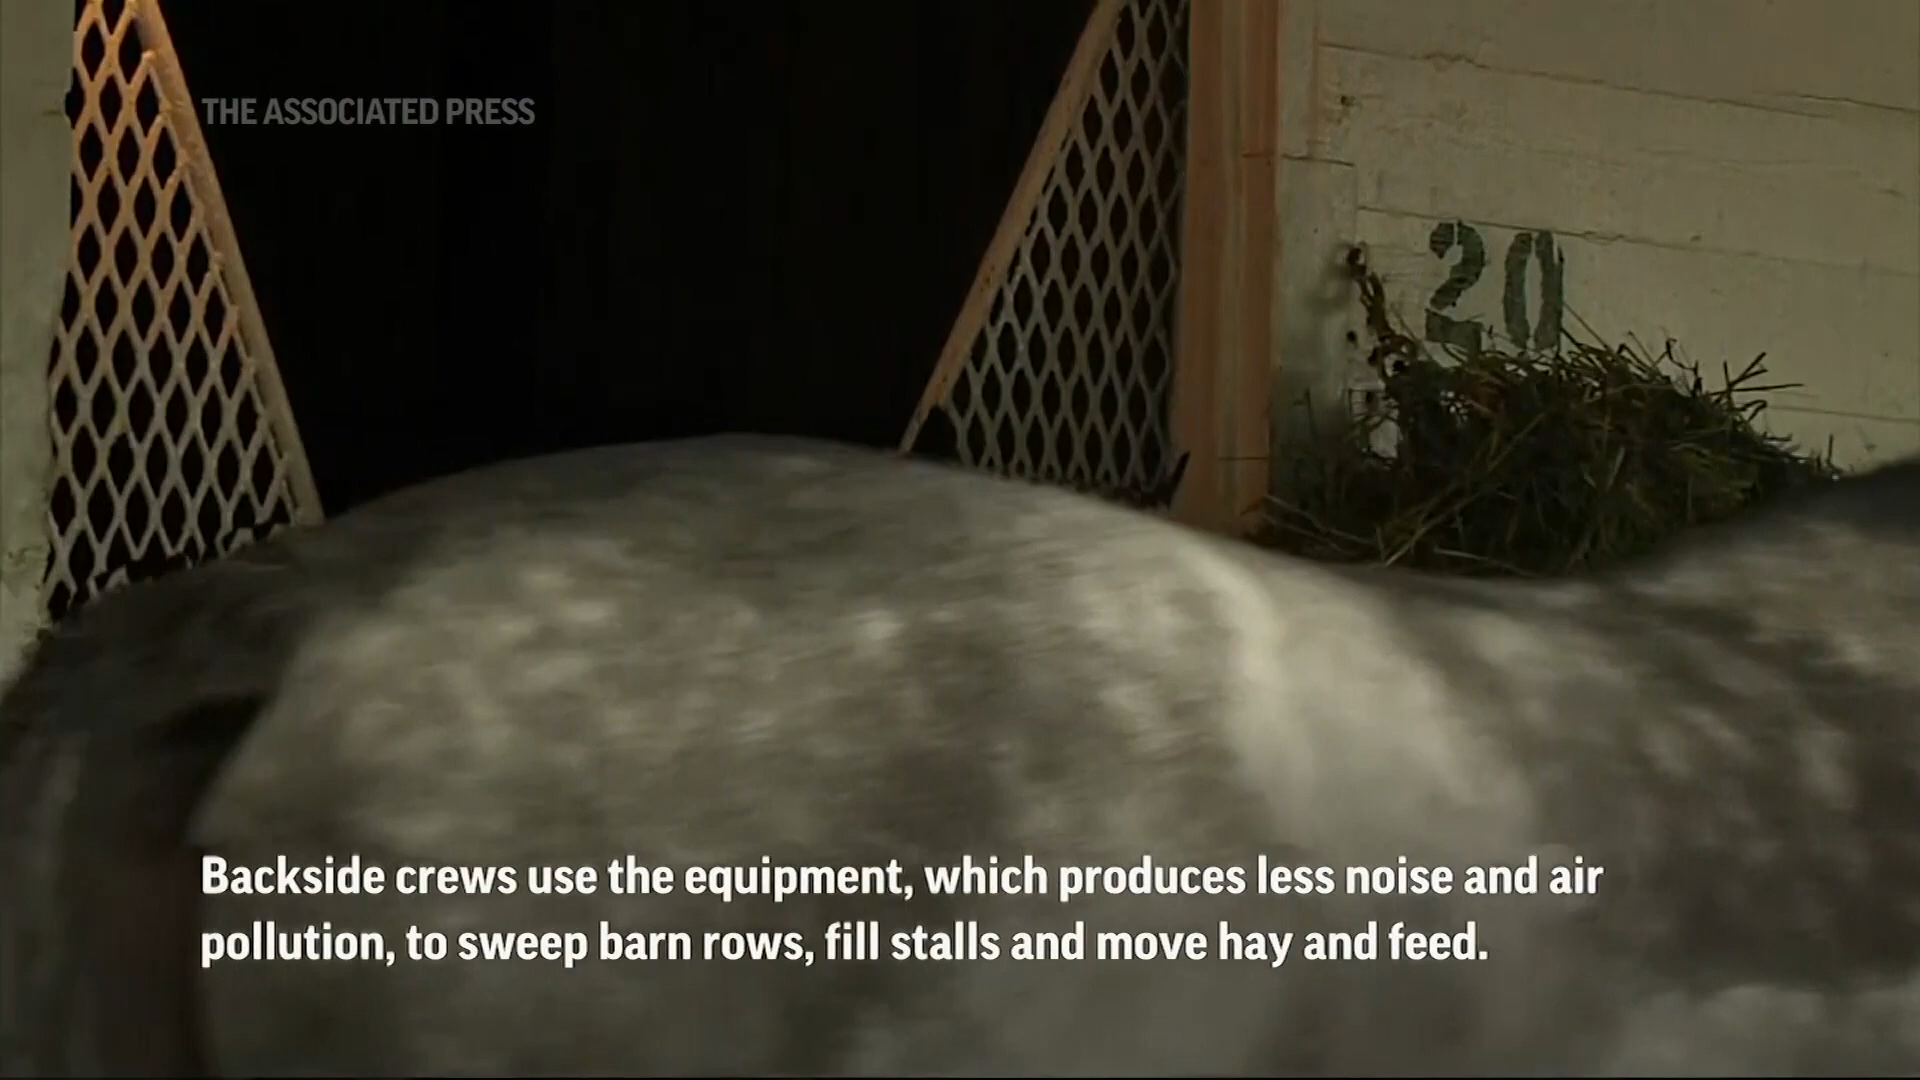 THE ASSOCIATED PRESS
20
Backside crews use the equipment, which produces less noise and air
pollution, to sweep barn rows, fill stalls and move hay and feed.